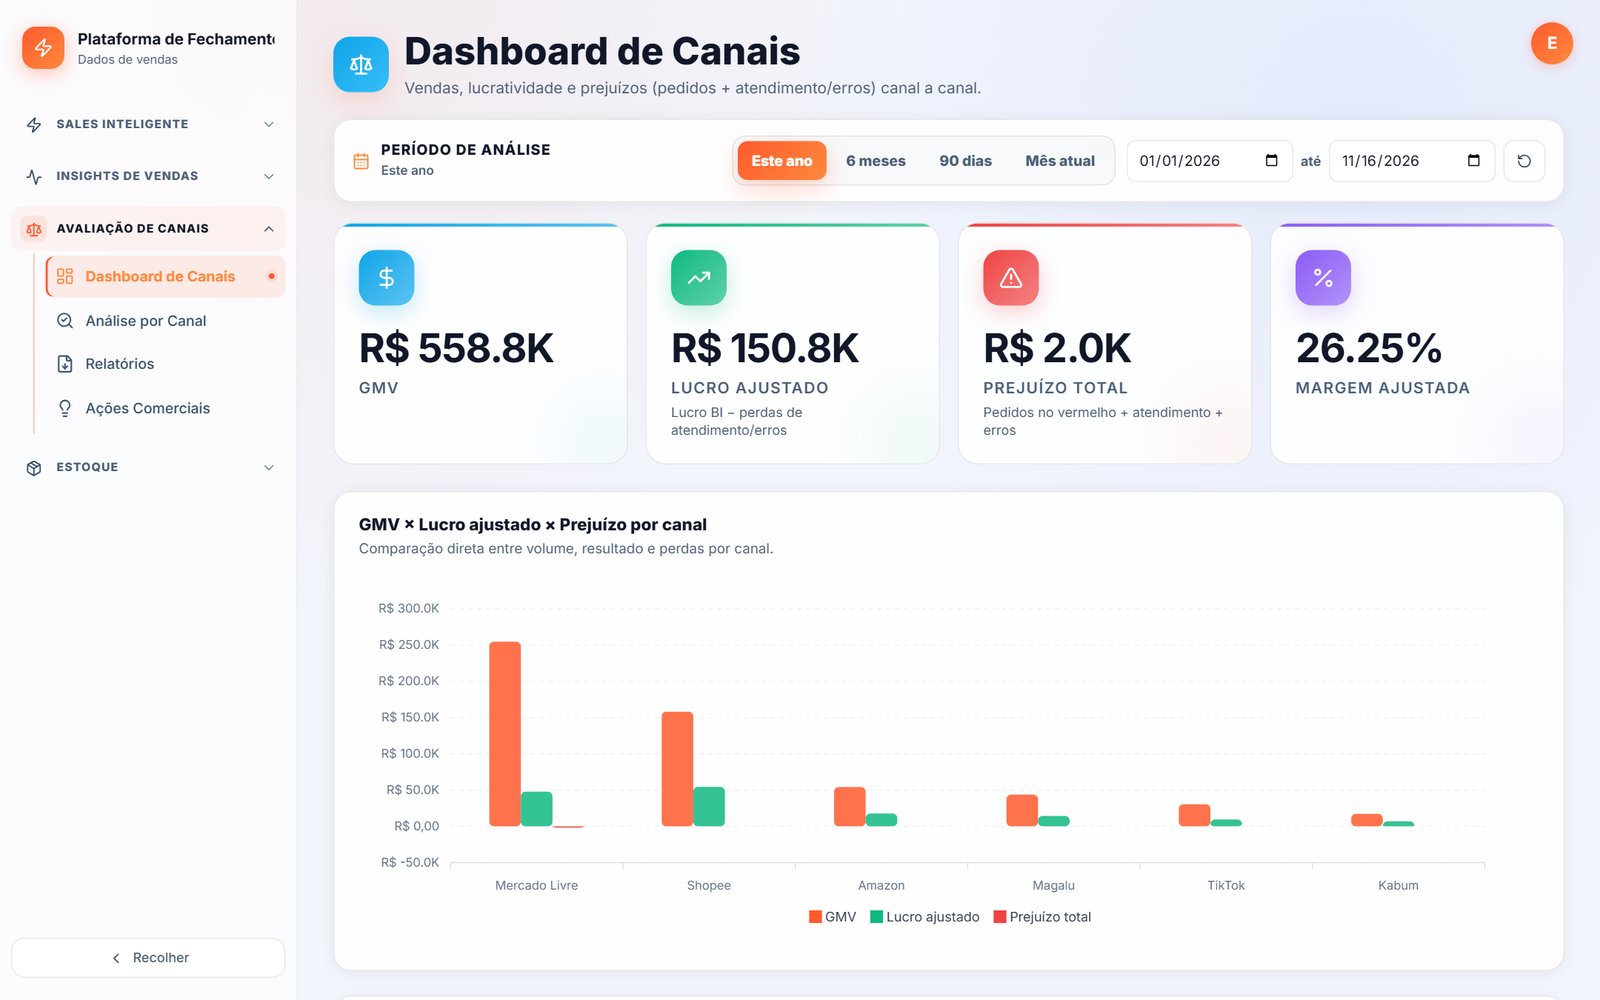 Plataforma de Fechament
Dados de vendas
SALES INTELIGENTE
INSIGHTS DE VENDAS
AVALIAÇÃO DE CANAIS
Dashboard de Canais
Análise por Canal
Relatórios
Ações Comerciais
ESTOQUE
Recolher
Dashboard de Canais
Vendas, lucratividade e prejuízos (pedidos + atendimento/erros) canal a canal.
E
PERÍODO DE ANÁLISE
Este ano
Este ano 6 meses 90 dias Mês atual 01/01/2026 até 11/16/2026
R$ 558.8K
GMV
R$ 150.8K
LUCRO AJUSTADO
Lucro BI − perdas de
atendimento/erros
R$ 2.0K
PREJUÍZO TOTAL
Pedidos no vermelho + atendimento +
erros
26.25%
MARGEM AJUSTADA
GMV × Lucro ajustado × Prejuízo por canal
Comparação direta entre volume, resultado e perdas por canal.
R$ 300.0K
R$ 250.0K
R$ 200.0K
R$ 150.0K
R$ 100.0K
R$ 50.0K
R$ 0,00
R$ -50.0K
Mercado Livre Shopee Amazon Magalu TikTok Kabum
GMV Lucro ajustado Prejuízo total